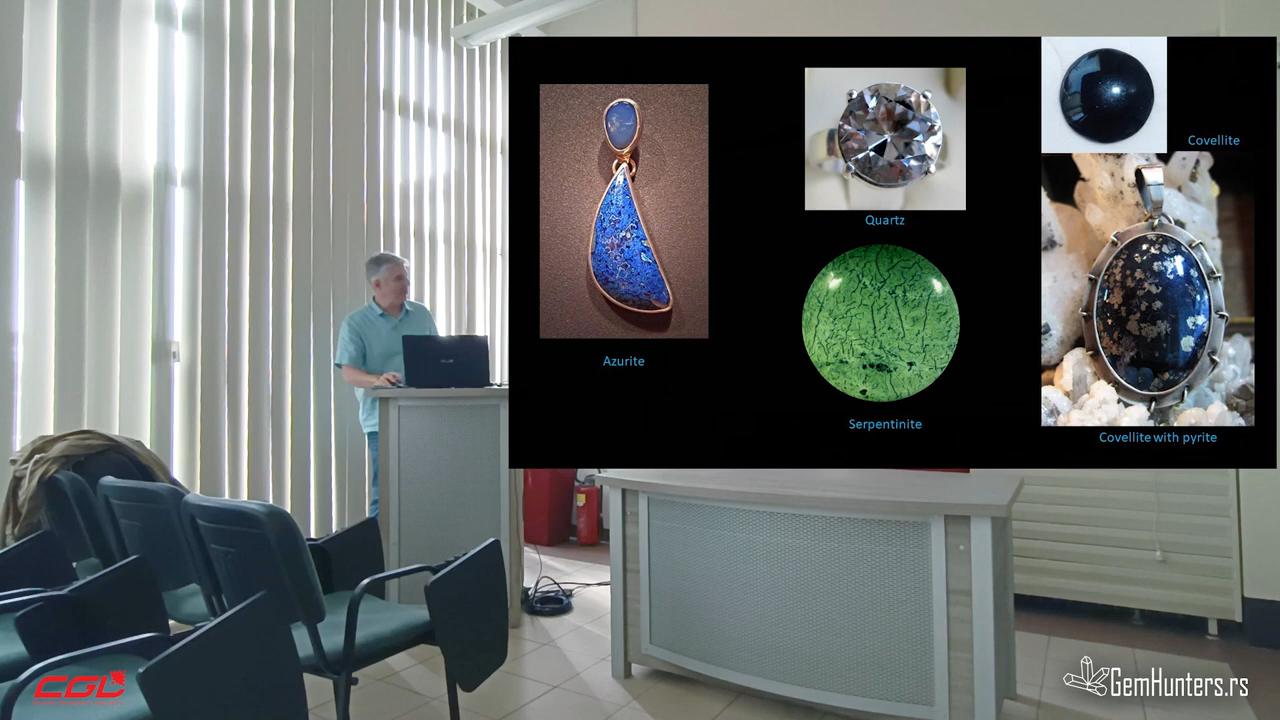 Azurite
Quartz
Serpentinite
Covellite
Covellite with pyrite
CGL
GemHunters.rs